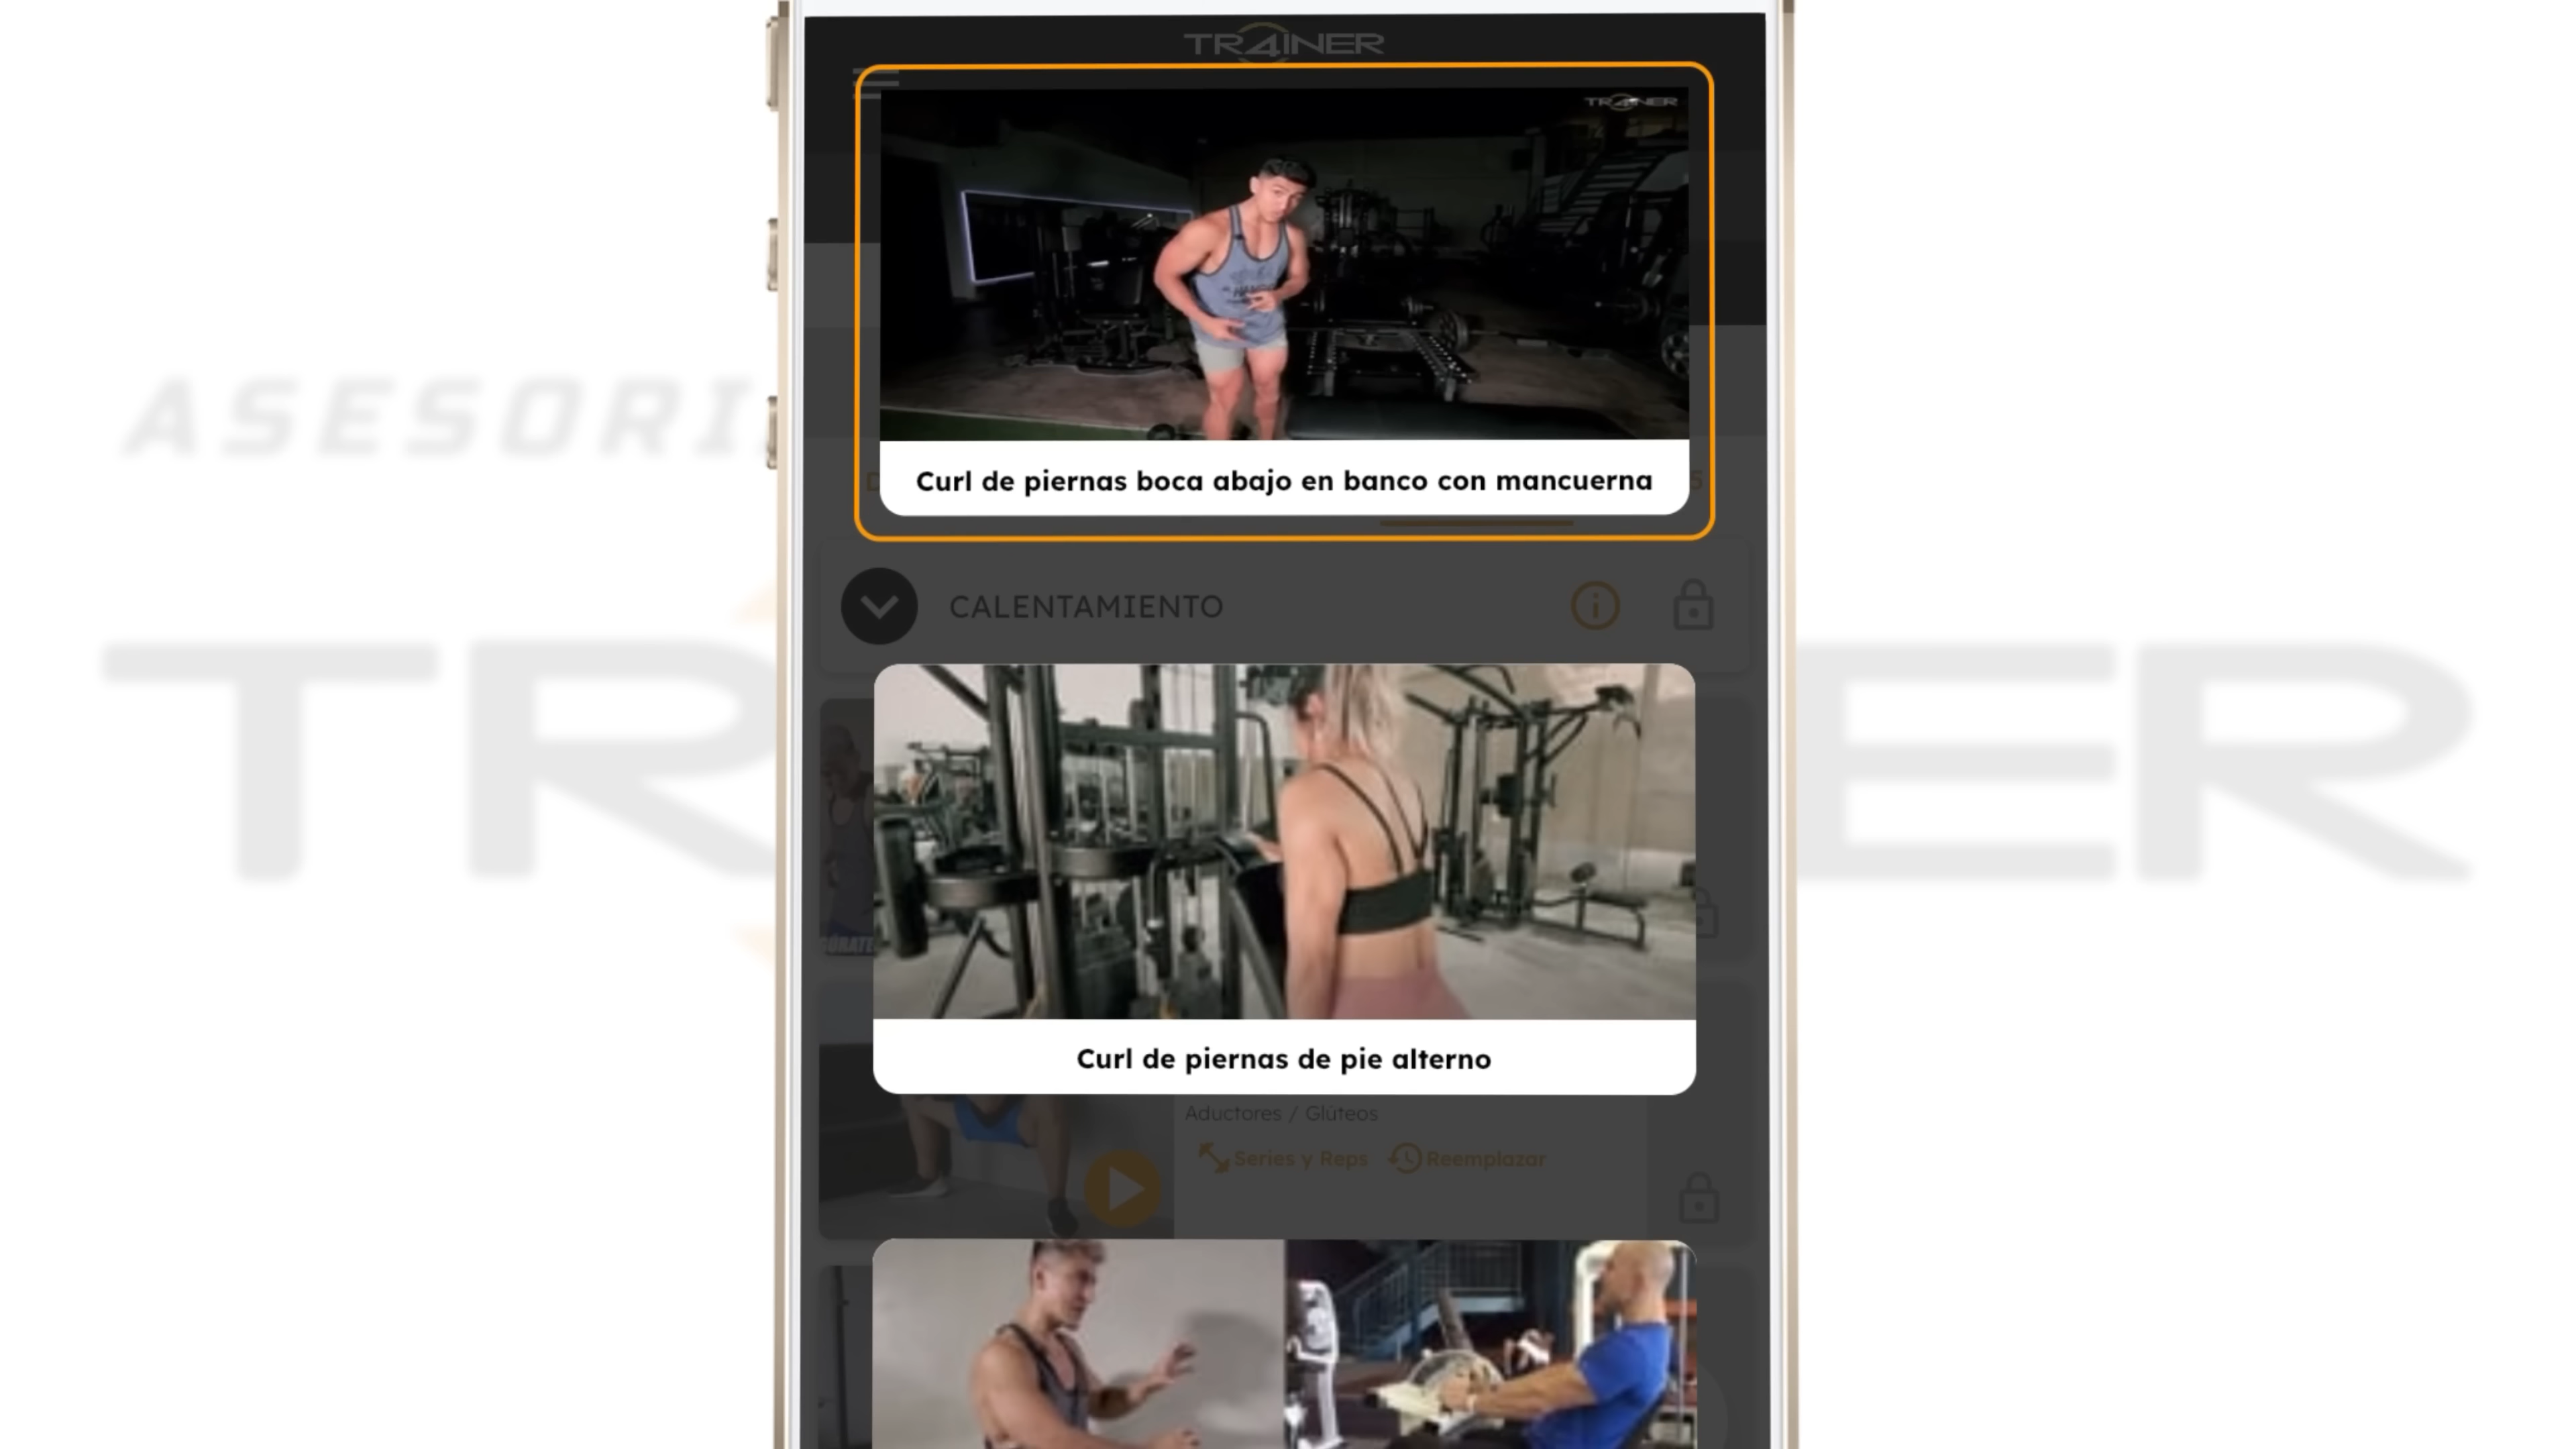 TR4INER
TR4INER
Curl de piernas boca abajo en banco con mancuerna
5
CALENTAMIENTO
Curl de piernas de pie alterno
Aductores / Glúteos
Series y Reps
Reemplazar
ASESORI
TR
ER